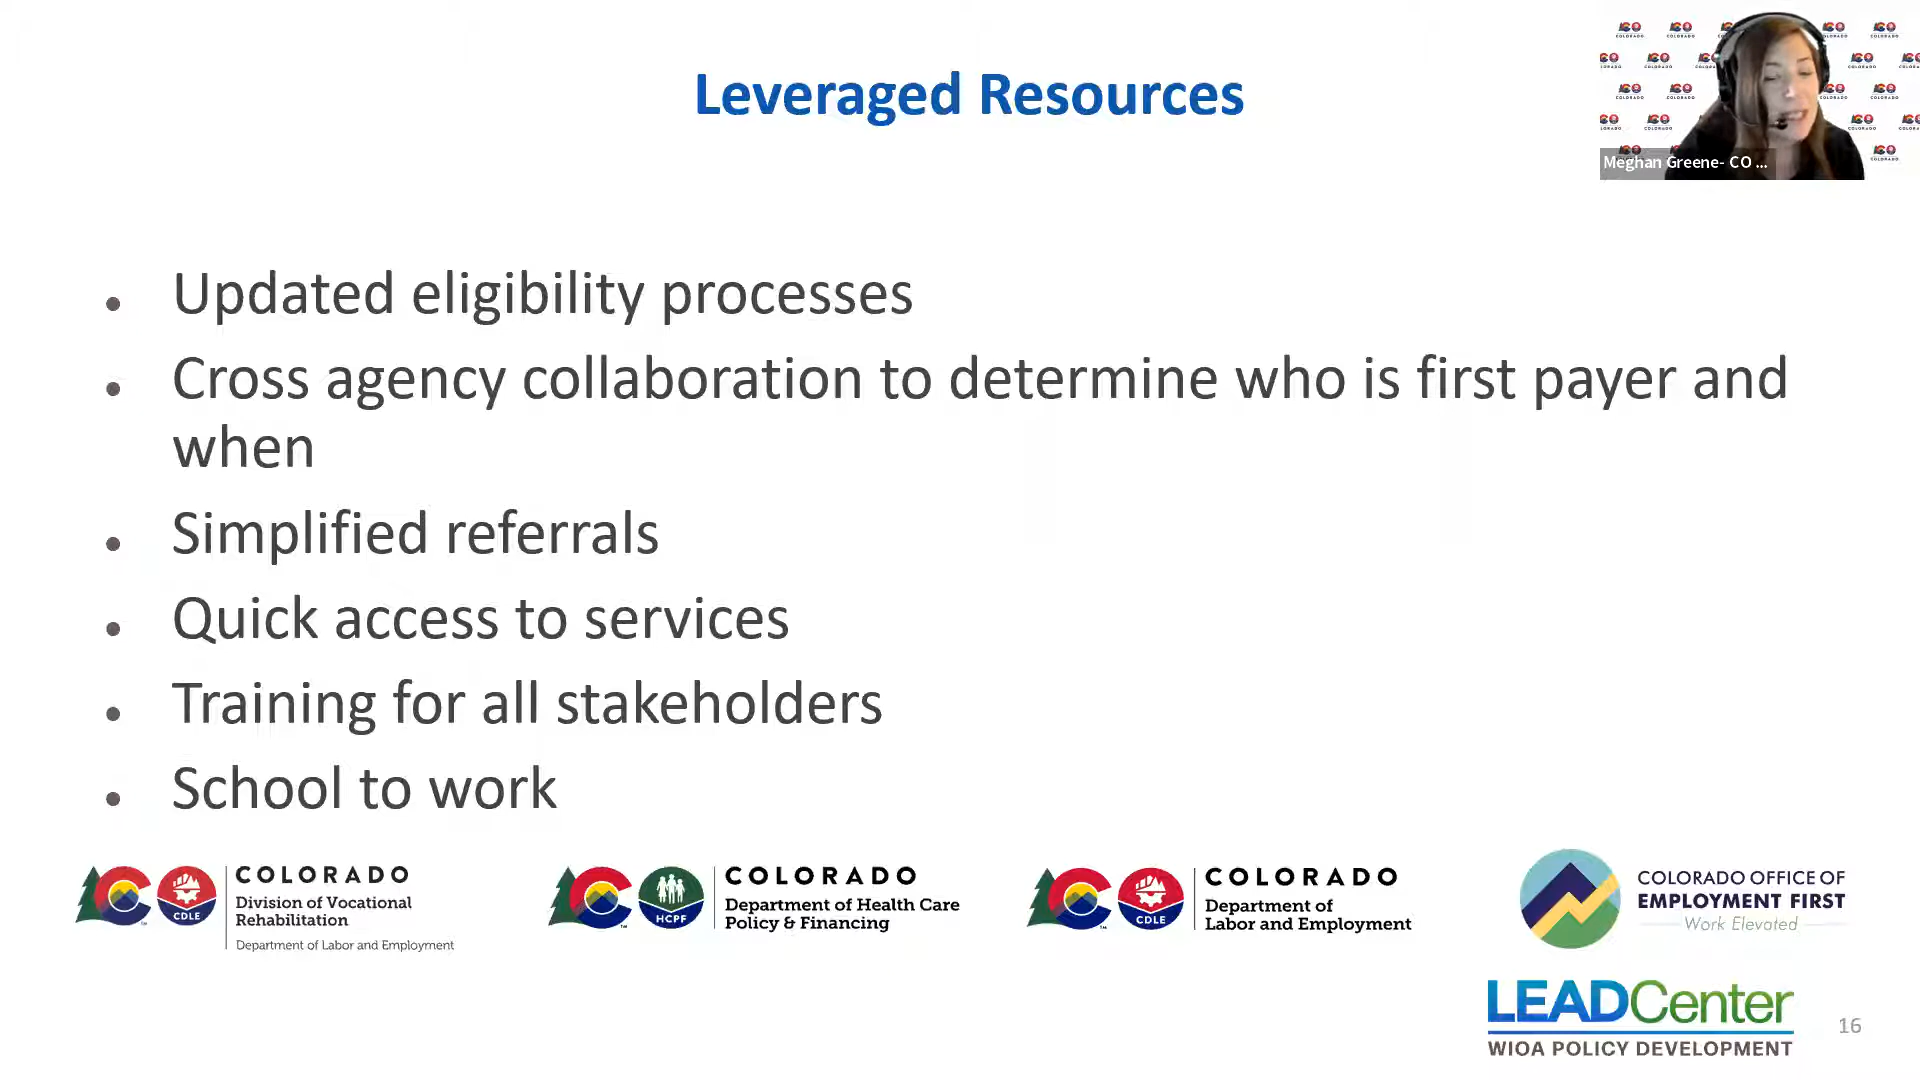 Leveraged Resources
Meghan Greene- CO ...
Updated eligibility processes
Cross agency collaboration to determine who is first payer and
when
Simplified referrals
Quick access to services
Training for all stakeholders
School to work
CDLE
COLORADO
Division of Vocational
Rehabilitation
Department of Labor and Employment
HCPF
COLORADO
Department of Health Care
Policy & Financing
CDLE
COLORADO
Department of
Labor and Employment
COLORADO OFFICE OF
EMPLOYMENT FIRST
Work Elevated
LEADCenter
WIOA POLICY DEVELOPMENT
16